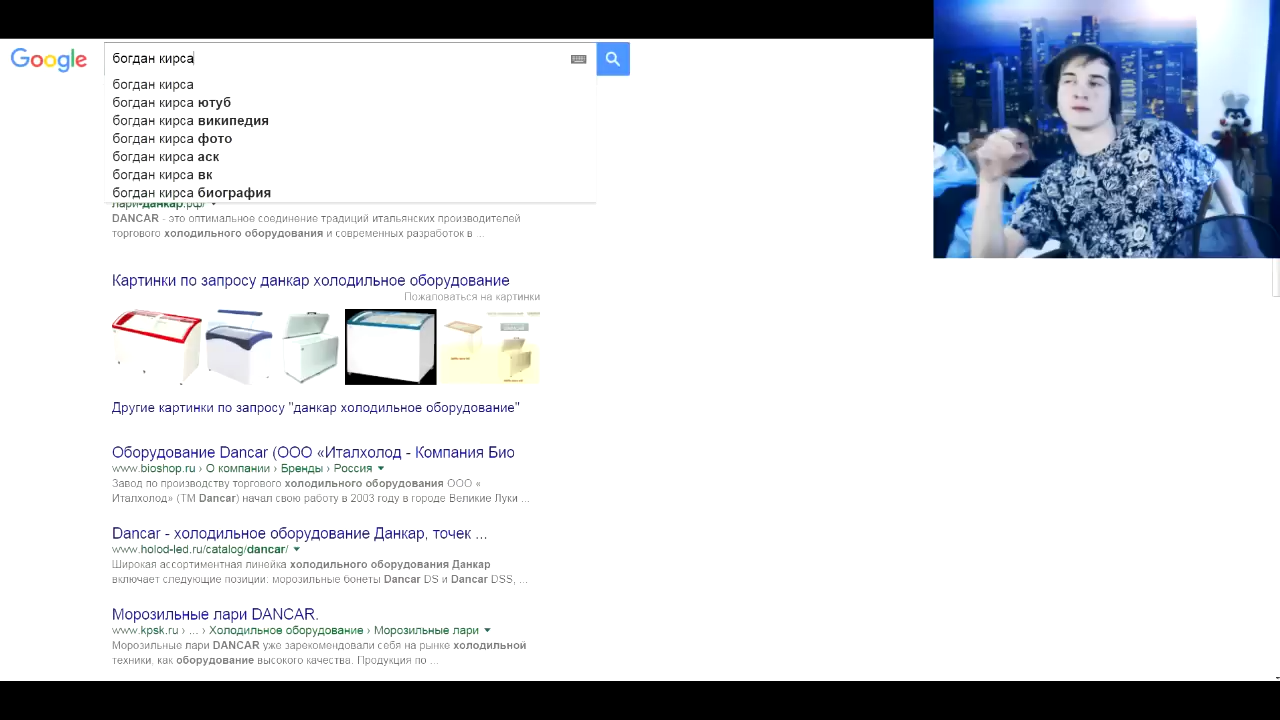 Google
богдан кирса
богдан кирса
богдан кирса ютуб
богдан кирса википедия
богдан кирса фото
богдан кирса аск
богдан кирса вк
богдан кирса биография
лари-данкар.рф/
DANCAR - это оптимальное соединение традиций итальянских производителей
торгового холодильного оборудования и современных разработок в ...
Картинки по запросу данкар холодильное оборудование
Пожаловаться на картинки
Другие картинки по запросу "данкар холодильное оборудование"
Оборудование Dancar (ООО «Италхолод - Компания Био
www.bioshop.ru › О компании › Бренды › Россия
Завод по производству торгового холодильного оборудования ООО «
Италхолод» (ТМ Dancar) начал свою работу в 2003 году в городе Великие Луки ...
Dancar - холодильное оборудование Данкар, точек ...
www.holod-led.ru/catalog/dancar/
Широкая ассортиментная линейка холодильного оборудования Данкар
включает следующие позиции: морозильные бонеты Dancar DS и Dancar DSS, ...
Морозильные лари DANCAR.
www.kpsk.ru › ... › Холодильное оборудование › Морозильные лари
Морозильные лари DANCAR уже зарекомендовали себя на рынке холодильной
техники, как оборудование высокого качества. Продукция по ...